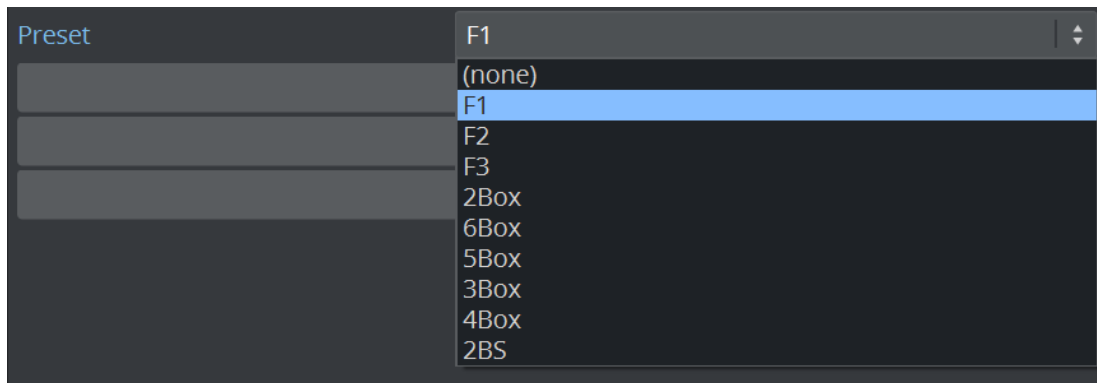 Preset
F1
(none)
F1
F2
F3
2Box
6Box
5Box
3Box
4Box
2BS